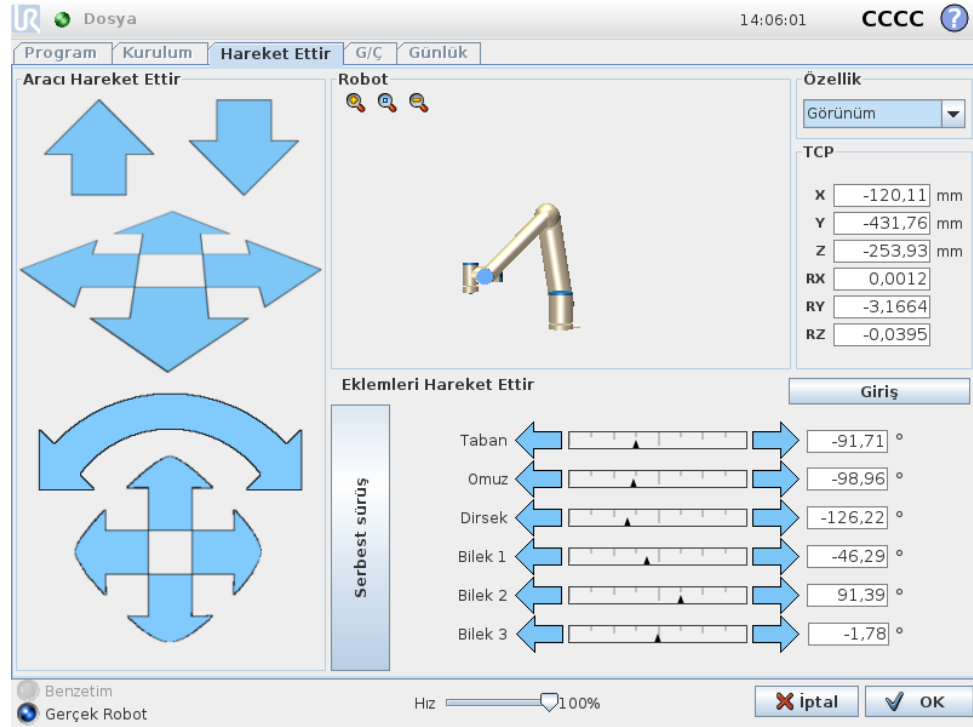 UR Dosya 14:06:01 CCCC ?
Program Kurulum Hareket Ettir G/Ç Günlük
Aracı Hareket Ettir
Robot
Özellik
Görünüm
TCP
X -120,11 mm
Y -431,76 mm
Z -253,93 mm
RX 0,0012
RY -3,1664
RZ -0,0395
Eklemleri Hareket Ettir
Giriş
Serbest sürüş
Taban -91,71 °
Omuz -98,96 °
Dirsek -126,22 °
Bilek 1 -46,29 °
Bilek 2 91,39 °
Bilek 3 -1,78 °
Benzetim
Gerçek Robot
Hız 100%
İptal
OK